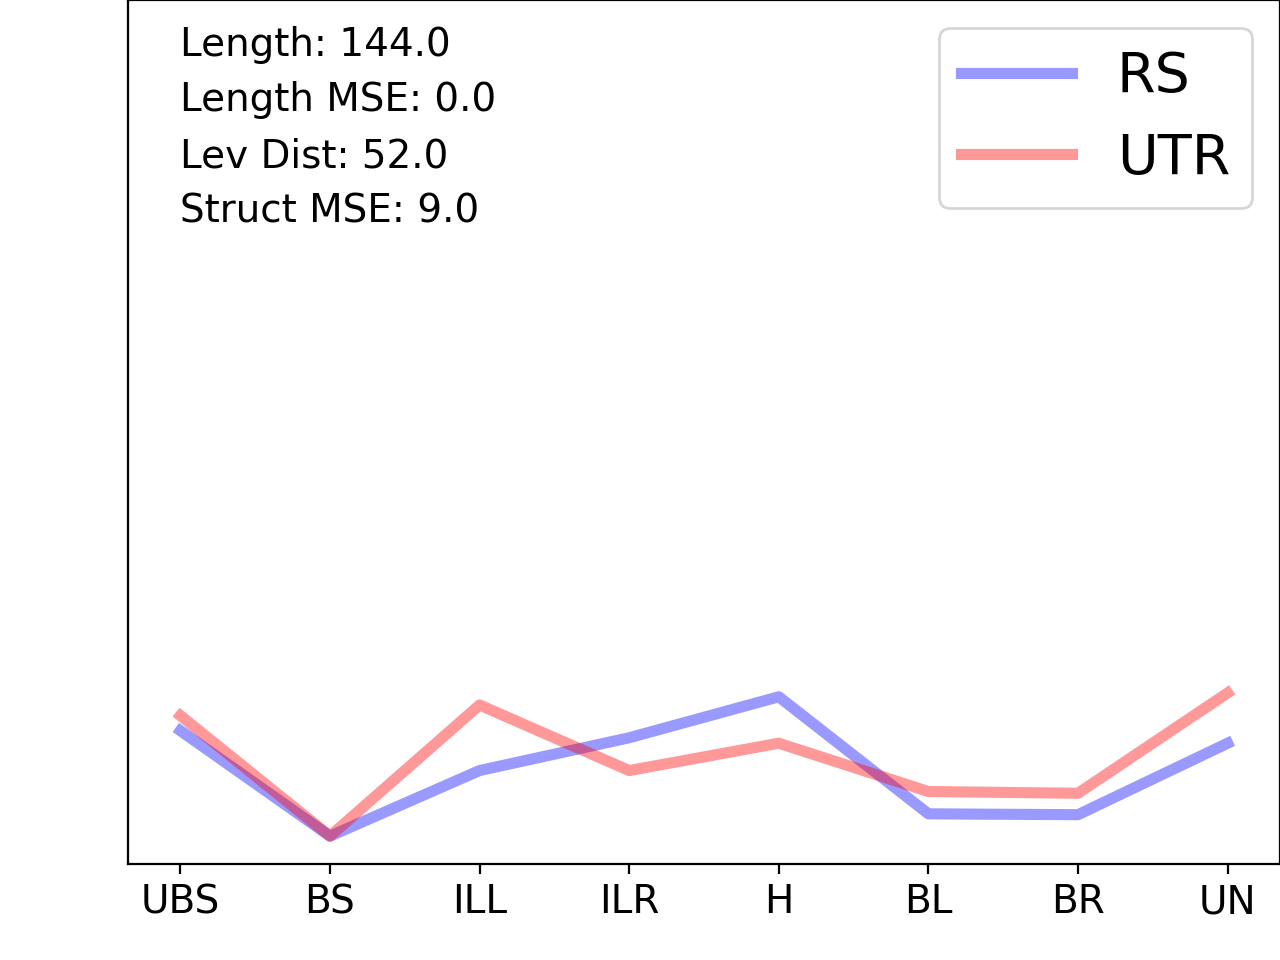 Length: 144.0
Length MSE: 0.0
Lev Dist: 52.0
Struct MSE: 9.0
RS
UTR
UBS BS ILL ILR H BL BR UN